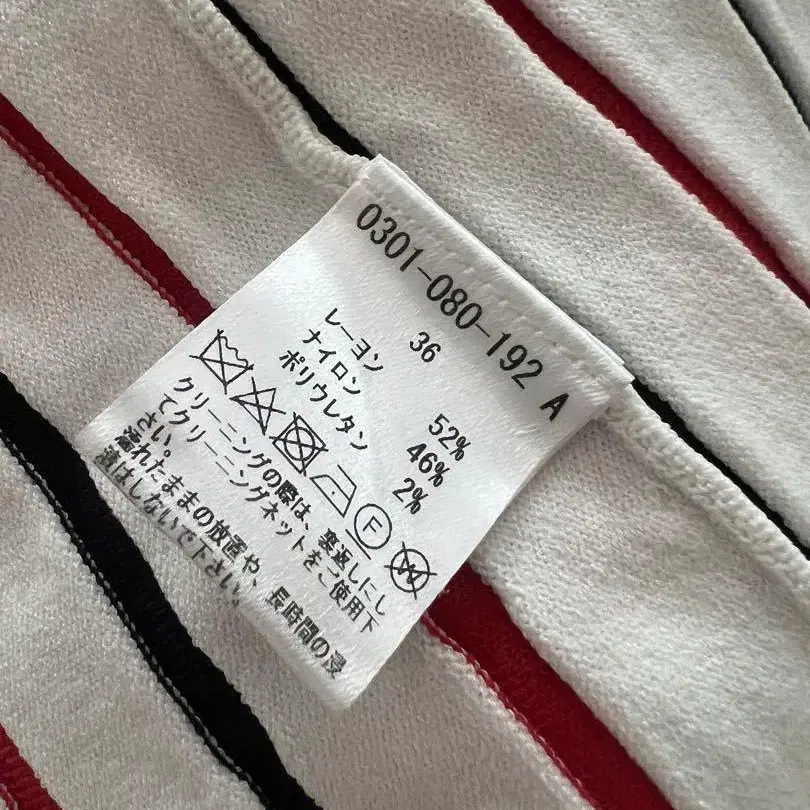 0301-080-192 A
36
レーヨン 52%
ナイロン 46%
ポリウレタン 2%
F W
クリーニングの際は、裏返しにし
てクリーニングネットをご使用下
さい。
濡れたままの放置や、長時間の浸
漬はしないで下さい。